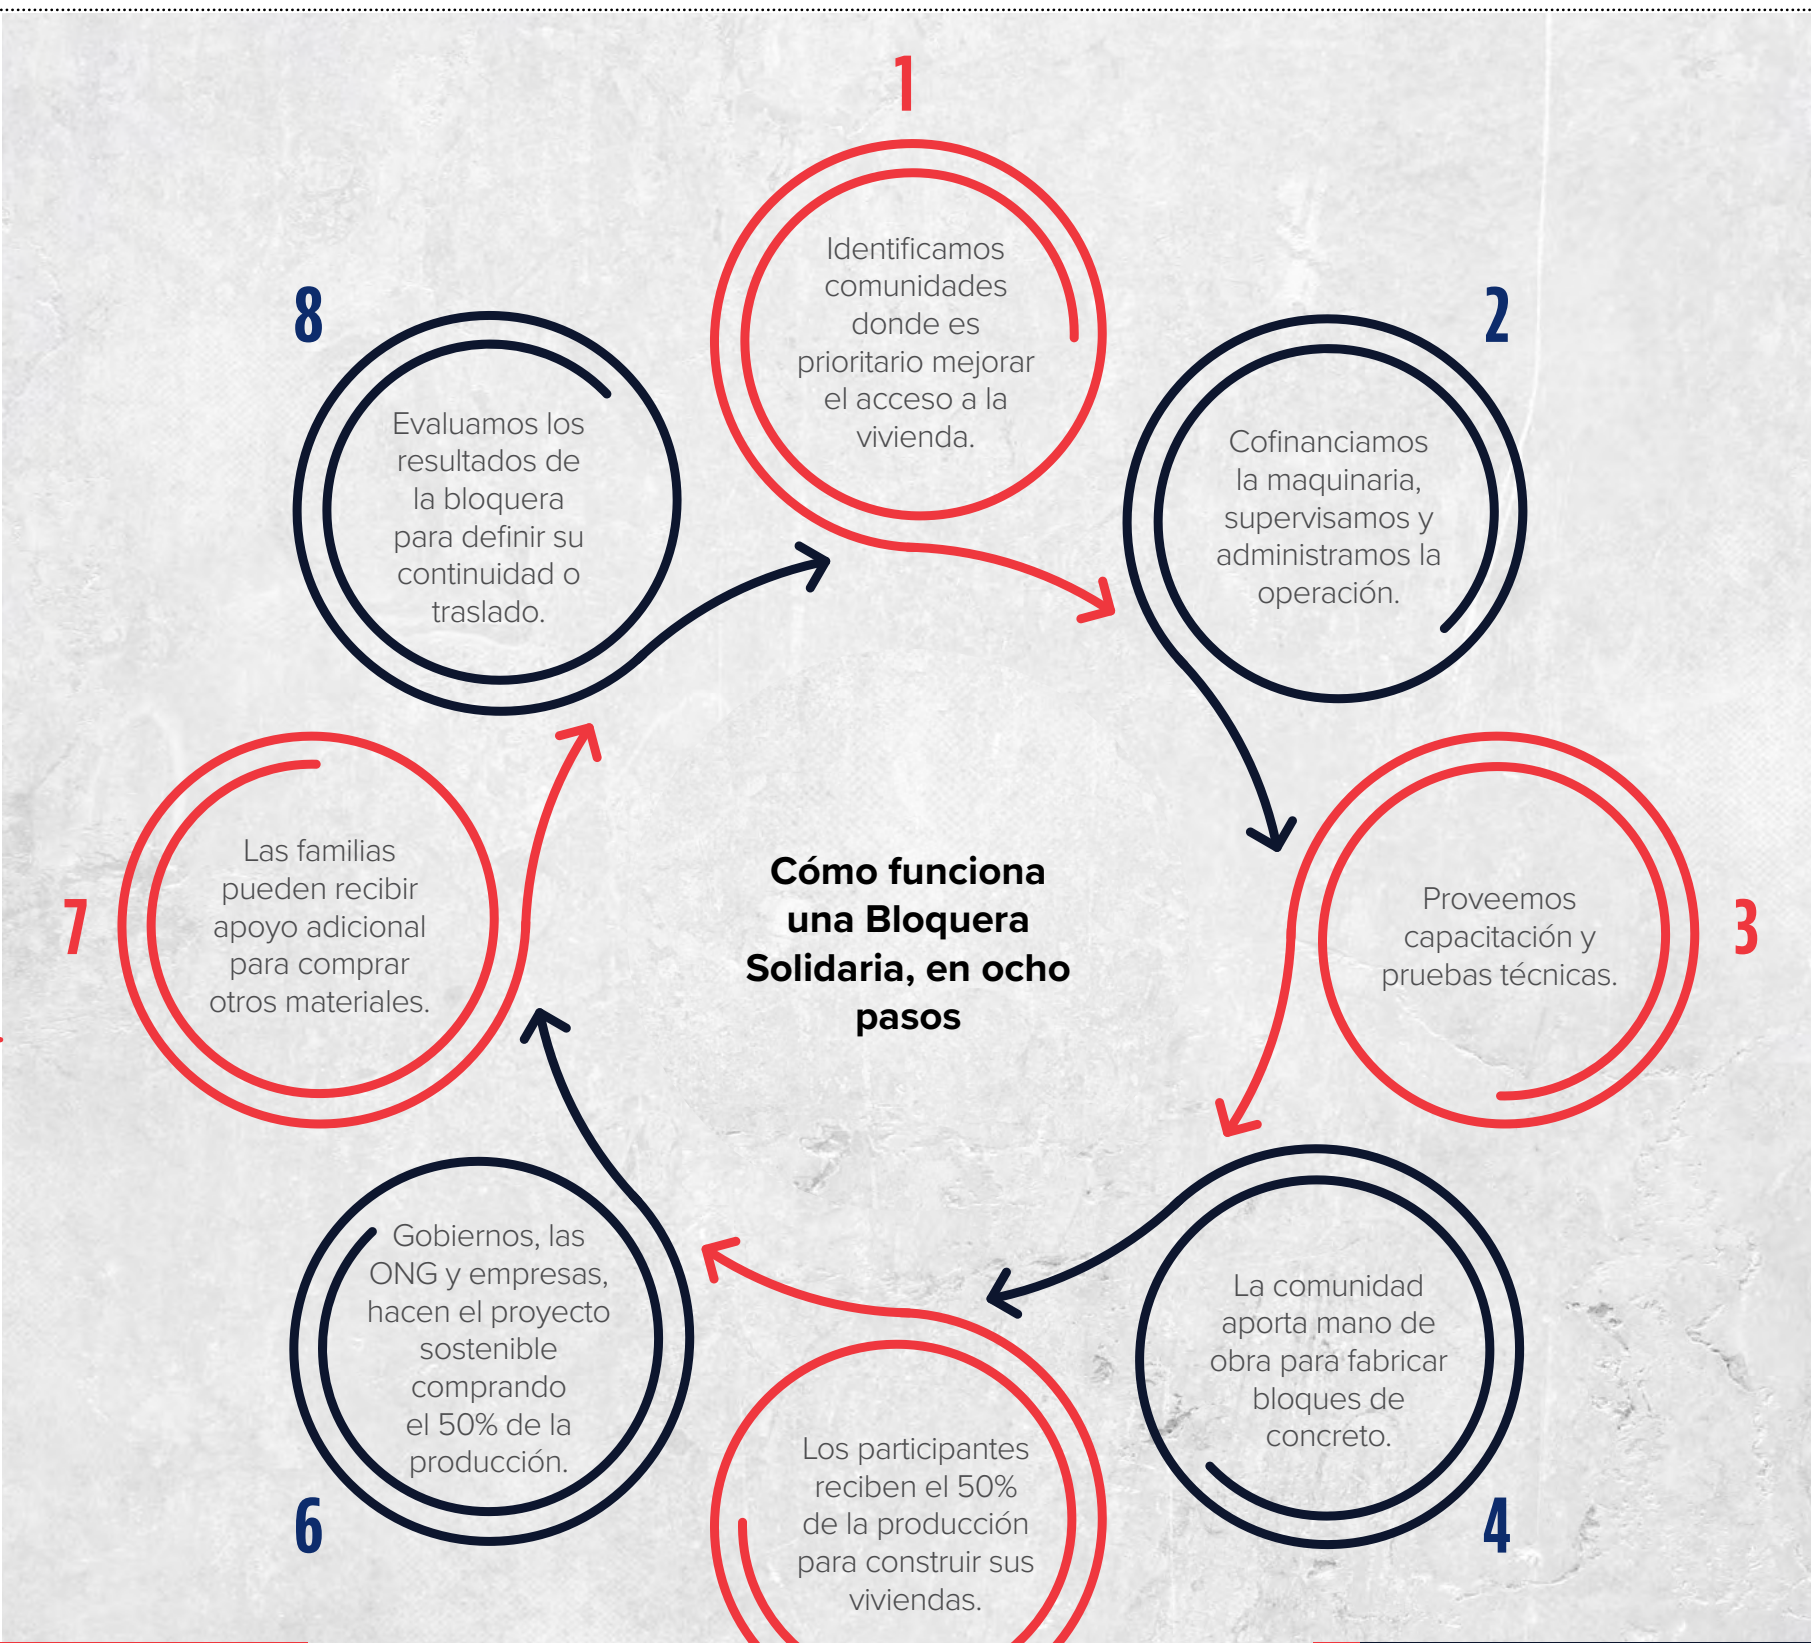 1
Identificamos
comunidades
donde es
prioritario mejorar
el acceso a la
vivienda.
2
Cofinanciamos
la maquinaria,
supervisamos y
administramos la
operación.
3
Proveemos
capacitación y
pruebas técnicas.
4
La comunidad
aporta mano de
obra para fabricar
bloques de
concreto.
Los participantes
reciben el 50%
de la producción
para construir sus
viviendas.
6
Gobiernos, las
ONG y empresas,
hacen el proyecto
sostenible
comprando
el 50% de la
producción.
7
Las familias
pueden recibir
apoyo adicional
para comprar
otros materiales.
8
Evaluamos los
resultados de
la bloquera
para definir su
continuidad o
traslado.
Cómo funciona
una Bloquera
Solidaria, en ocho
pasos